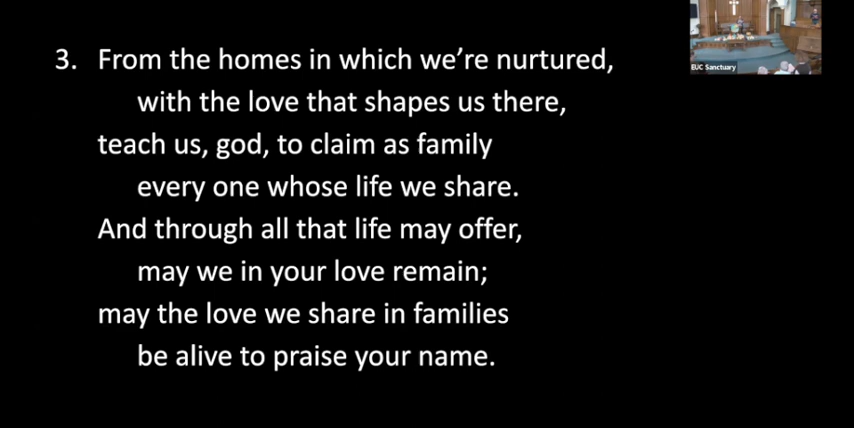 3. From the homes in which we’re nurtured,
with the love that shapes us there,
teach us, god, to claim as family
every one whose life we share.
And through all that life may offer,
may we in your love remain;
may the love we share in families
be alive to praise your name.
EUC Sanctuary